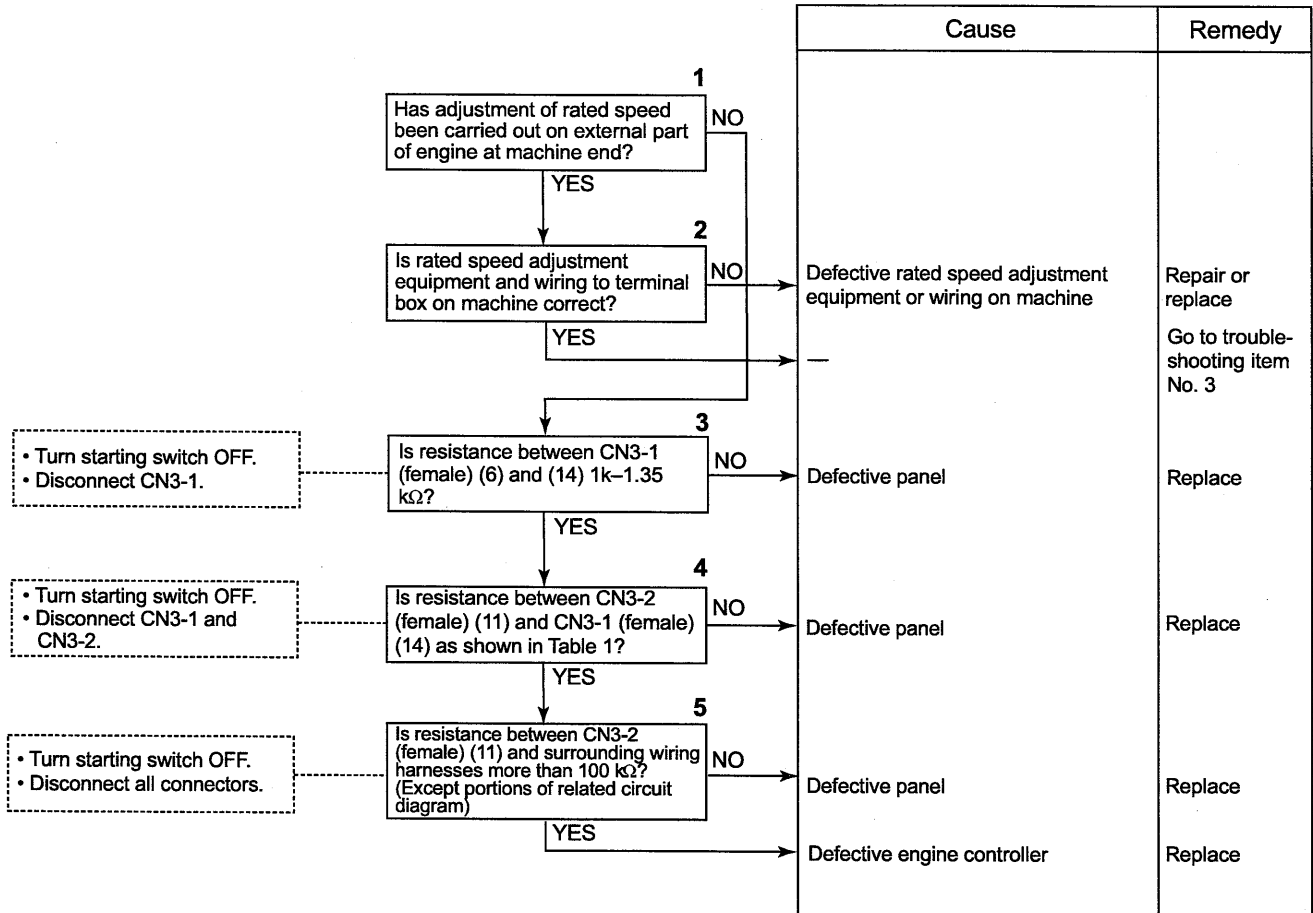 Cause
Remedy
1
Has adjustment of rated speed
been carried out on external part
of engine at machine end?
NO
YES
2
Is rated speed adjustment
equipment and wiring to terminal
box on machine correct?
NO
Defective rated speed adjustment
equipment or wiring on machine
Repair or
replace
YES
—
Go to trouble-
shooting item
No. 3
3
• Turn starting switch OFF.
• Disconnect CN3-1.
Is resistance between CN3-1
(female) (6) and (14) 1k–1.35
kΩ?
NO
Defective panel
Replace
YES
4
• Turn starting switch OFF.
• Disconnect CN3-1 and
CN3-2.
Is resistance between CN3-2
(female) (11) and CN3-1 (female)
(14) as shown in Table 1?
NO
Defective panel
Replace
YES
5
• Turn starting switch OFF.
• Disconnect all connectors.
Is resistance between CN3-2
(female) (11) and surrounding wiring
harnesses more than 100 kΩ?
(Except portions of related circuit
diagram)
NO
Defective panel
Replace
YES
Defective engine controller
Replace